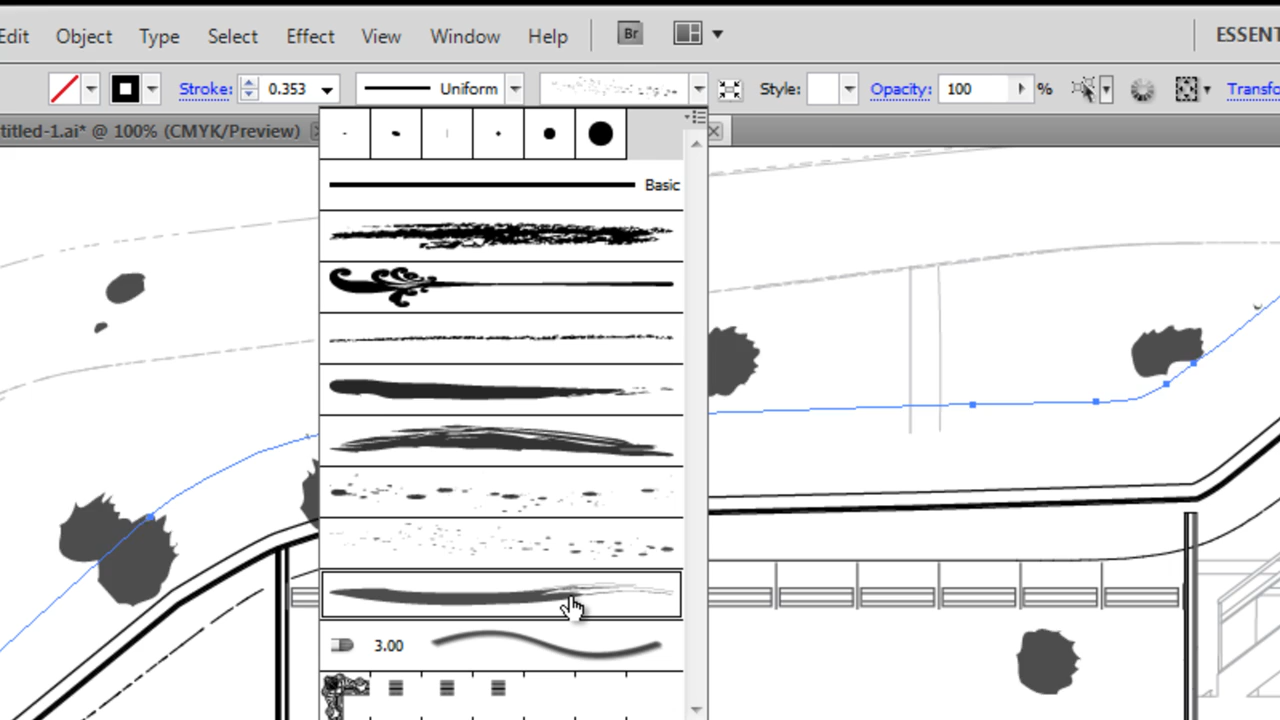 Edit Object Type Select Effect View Window Help Br ESSENT
Stroke: 0.353 Uniform Style: Opacity: 100 % Transfo
titled-1.ai* @ 100% (CMYK/Preview)
Basic
3.00